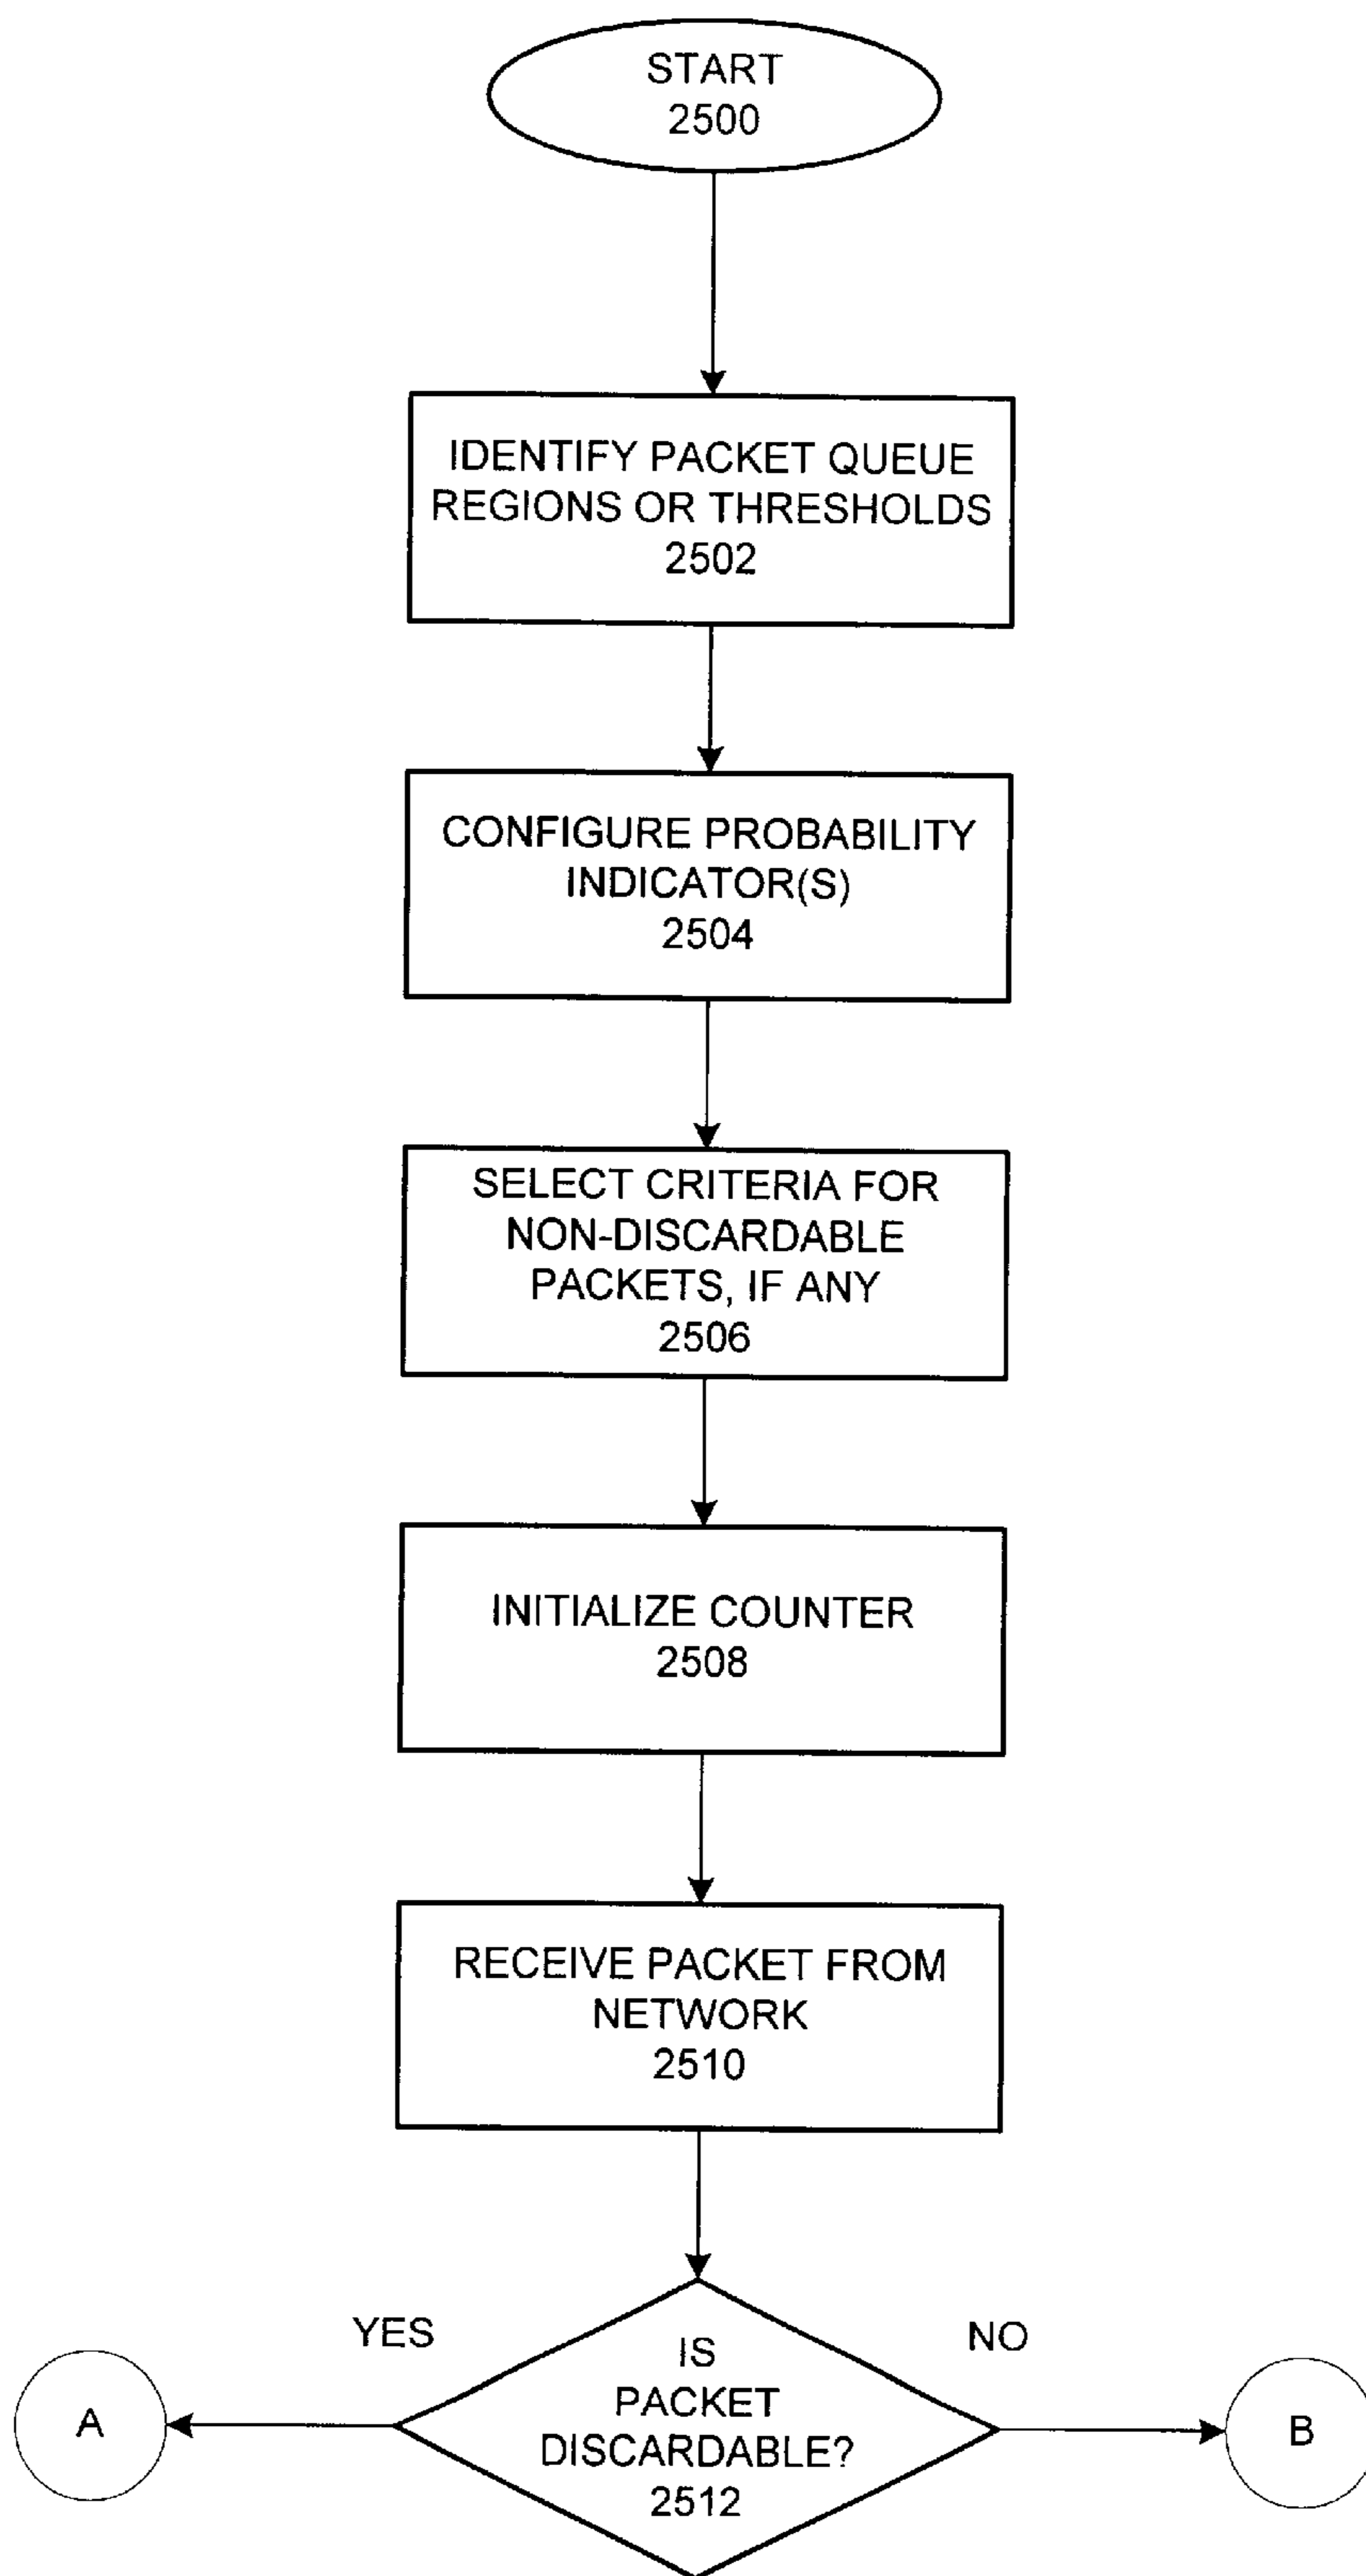 START
2500
IDENTIFY PACKET QUEUE
REGIONS OR THRESHOLDS
2502
CONFIGURE PROBABILITY
INDICATOR(S)
2504
SELECT CRITERIA FOR
NON-DISCARDABLE
PACKETS, IF ANY
2506
INITIALIZE COUNTER
2508
RECEIVE PACKET FROM
NETWORK
2510
YES
NO
IS
PACKET
DISCARDABLE?
2512
A
B